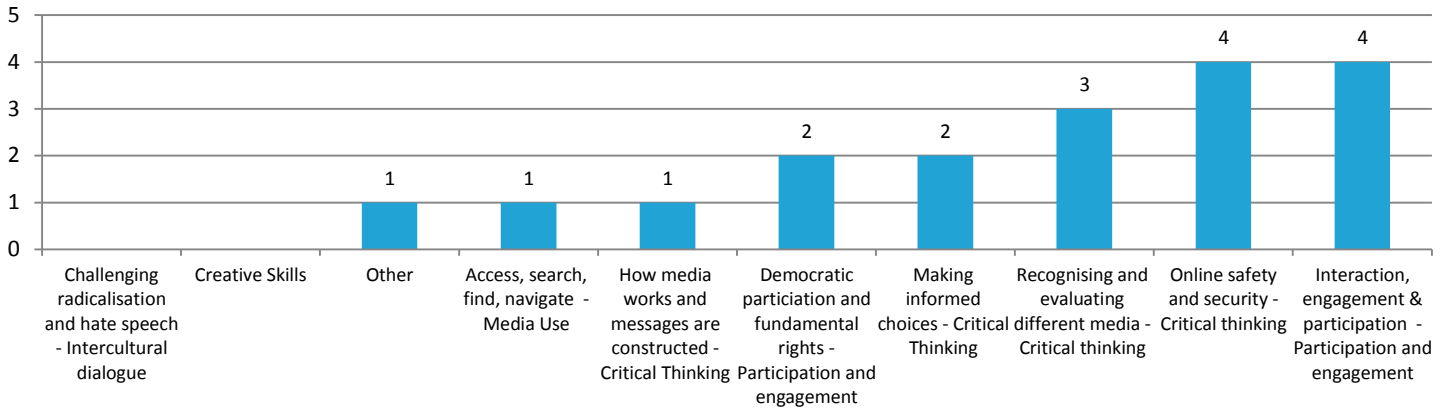 5
4
3
2
1
0
1
1
1
2
2
3
4
4
Challenging
radicalisation
and hate speech
- Intercultural
dialogue
Creative Skills
Other
Access, search,
find, navigate  -
Media Use
How media
works and
messages are
constructed -
Critical Thinking
Democratic
particiation and
fundamental
rights -
Participation and
engagement
Making
informed
choices - Critical
Thinking
Recognising and
evaluating
different media -
Critical thinking
Online safety
and security -
Critical thinking
Interaction,
engagement &
participation  -
Participation and
engagement